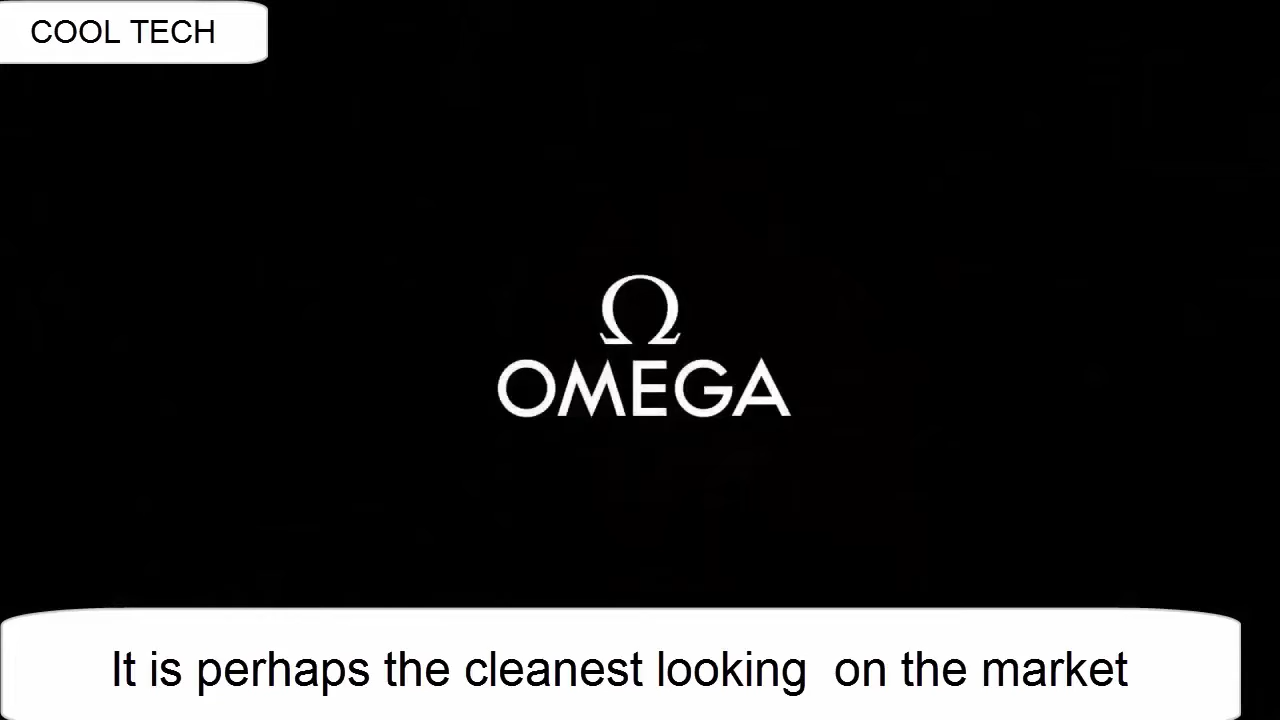 COOL TECH
Ω
OMEGA
It is perhaps the cleanest looking  on the market